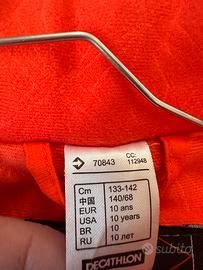 70843
CC: 112948
Cm 133-142
中国 140/68
EUR 10 ans
USA 10 years
BR 10
RU 10 лет
DECATHLON
subito